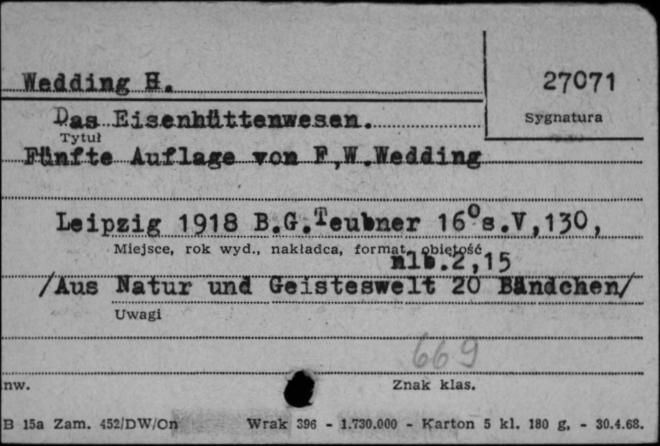 Wedding H.
27071
Sygnatura
Das Eisenhüttenwesen.
Tytuł
Fünfte Auflage von F,W.Wedding
Leipzig 1918 B.G.Teubner 16⁰s.V,130,
Miejsce, rok wyd., nakładca, format, objętość
nlb.2,15
/Aus Natur und Geisteswelt 20 Bändchen/
Uwagi
669
nw.
Znak klas.
B 15a Zam. 452/DW/On Wrak 396 - 1.730.000 - Karton 5 kl. 180 g. - 30.4.68.